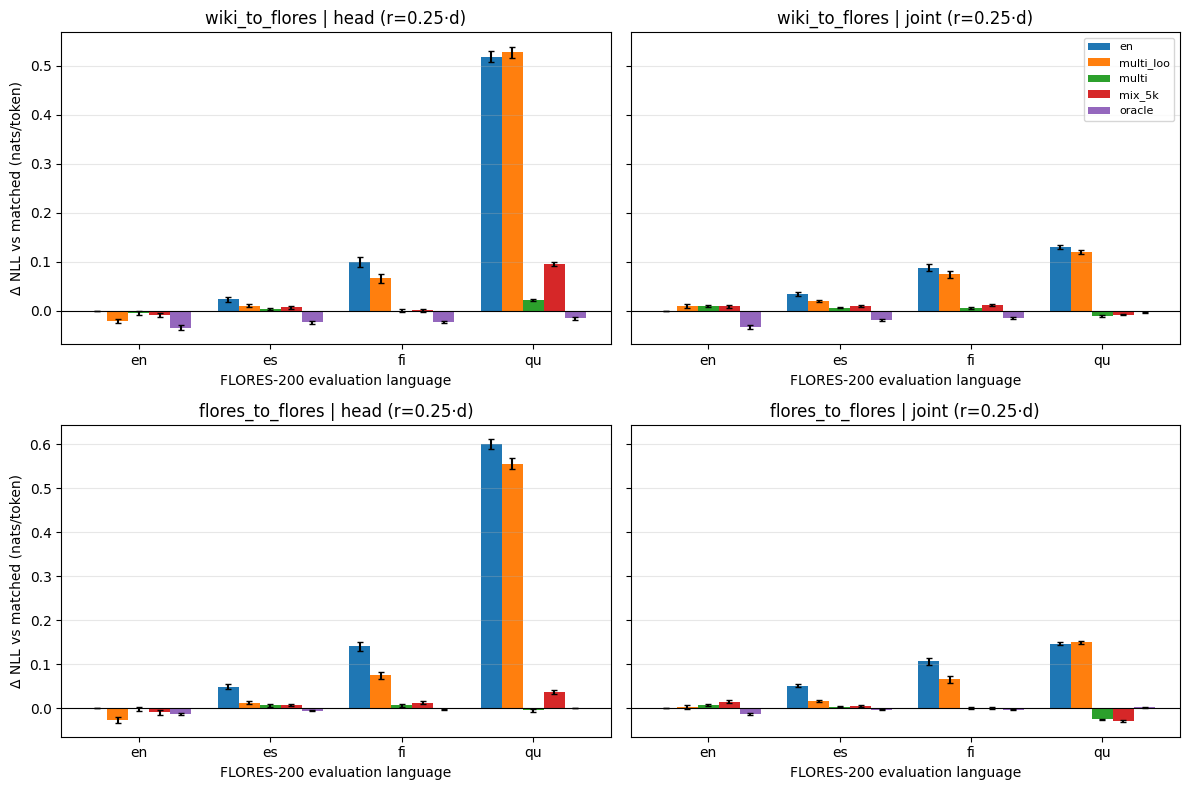 wiki_to_flores | head (r=0.25·d)
Δ NLL vs matched (nats/token)
0.5
0.4
0.3
0.2
0.1
0.0
en es fi qu
FLORES-200 evaluation language
wiki_to_flores | joint (r=0.25·d)
en
multi_loo
multi
mix_5k
oracle
en es fi qu
FLORES-200 evaluation language
flores_to_flores | head (r=0.25·d)
Δ NLL vs matched (nats/token)
0.6
0.5
0.4
0.3
0.2
0.1
0.0
en es fi qu
FLORES-200 evaluation language
flores_to_flores | joint (r=0.25·d)
en es fi qu
FLORES-200 evaluation language